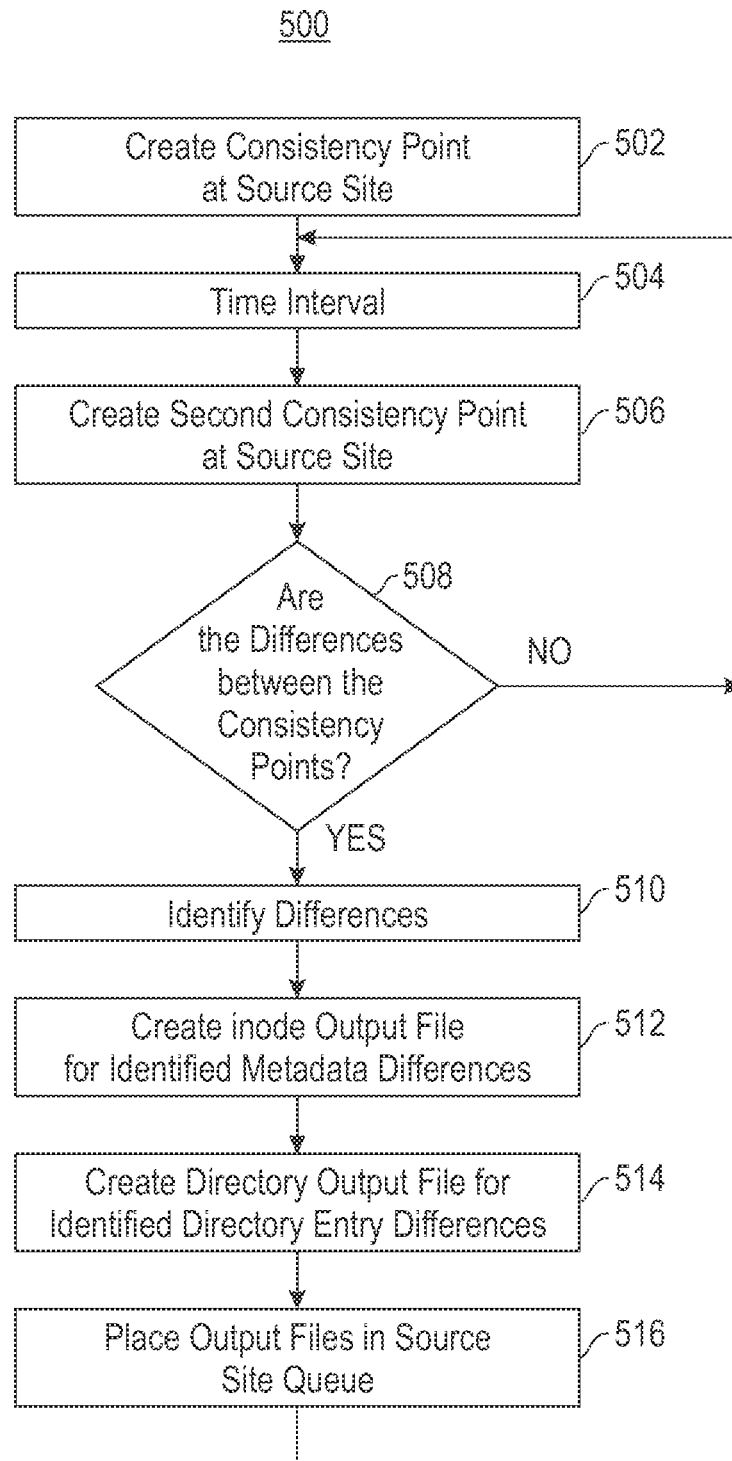 500
Create Consistency Point
at Source Site
502
Time Interval
504
Create Second Consistency Point
at Source Site
506
Are
the Differences
between the
Consistency
Points?
508
NO
YES
Identify Differences
510
Create inode Output File
for Identified Metadata Differences
512
Create Directory Output File for
Identified Directory Entry Differences
514
Place Output Files in Source
Site Queue
516